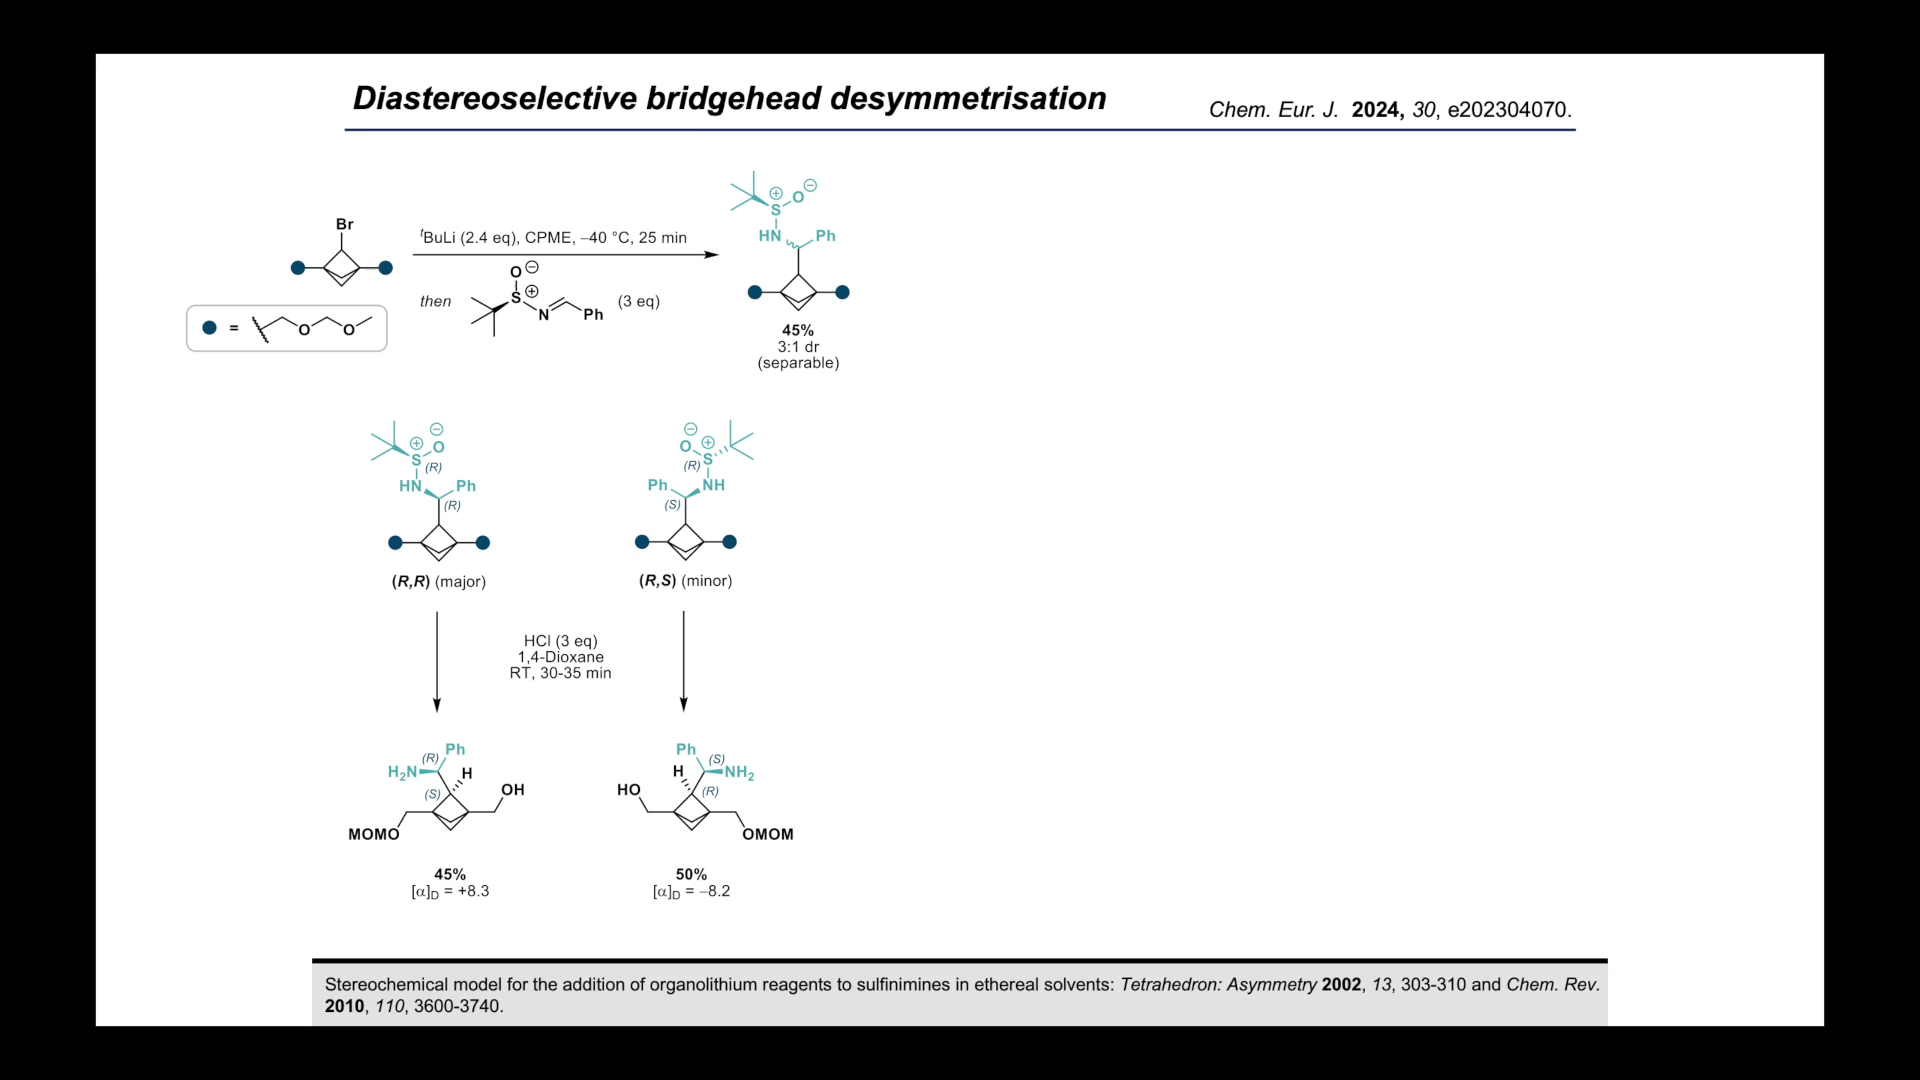 Diastereoselective bridgehead desymmetrisation
Chem. Eur. J. 2024, 30, e202304070.
Br
= O O
tBuLi (2.4 eq), CPME, –40 °C, 25 min
then
O ⊖
S ⊕
N
Ph
(3 eq)
⊕ O ⊖
S
HN Ph
45%
3:1 dr
(separable)
⊕ O ⊖
S (R)
HN Ph
(R)
(R,R) (major)
⊖ O ⊕
(R) S
Ph NH
(S)
(R,S) (minor)
HCl (3 eq)
1,4-Dioxane
RT, 30-35 min
Ph
(R)
H2N H
(S) OH
MOMO
45%
[α]D = +8.3
Ph
(S)
H NH2
HO (R)
OMOM
50%
[α]D = –8.2
Stereochemical model for the addition of organolithium reagents to sulfinimines in ethereal solvents: Tetrahedron: Asymmetry 2002, 13, 303-310 and Chem. Rev.
2010, 110, 3600-3740.